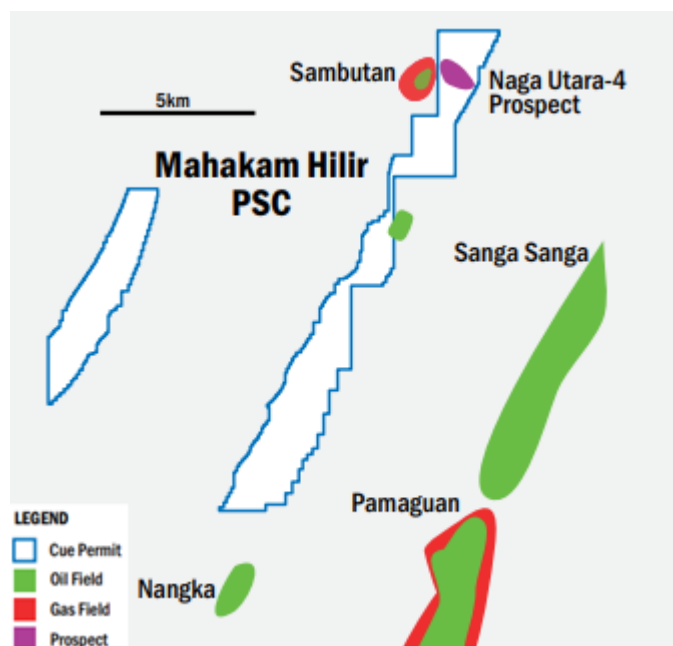 Sambutan
Naga Utara-4
Prospect
5km
Mahakam Hilir
PSC
Sanga Sanga
Pamaguan
Nangka
LEGEND
Cue Permit
Oil Field
Gas Field
Prospect